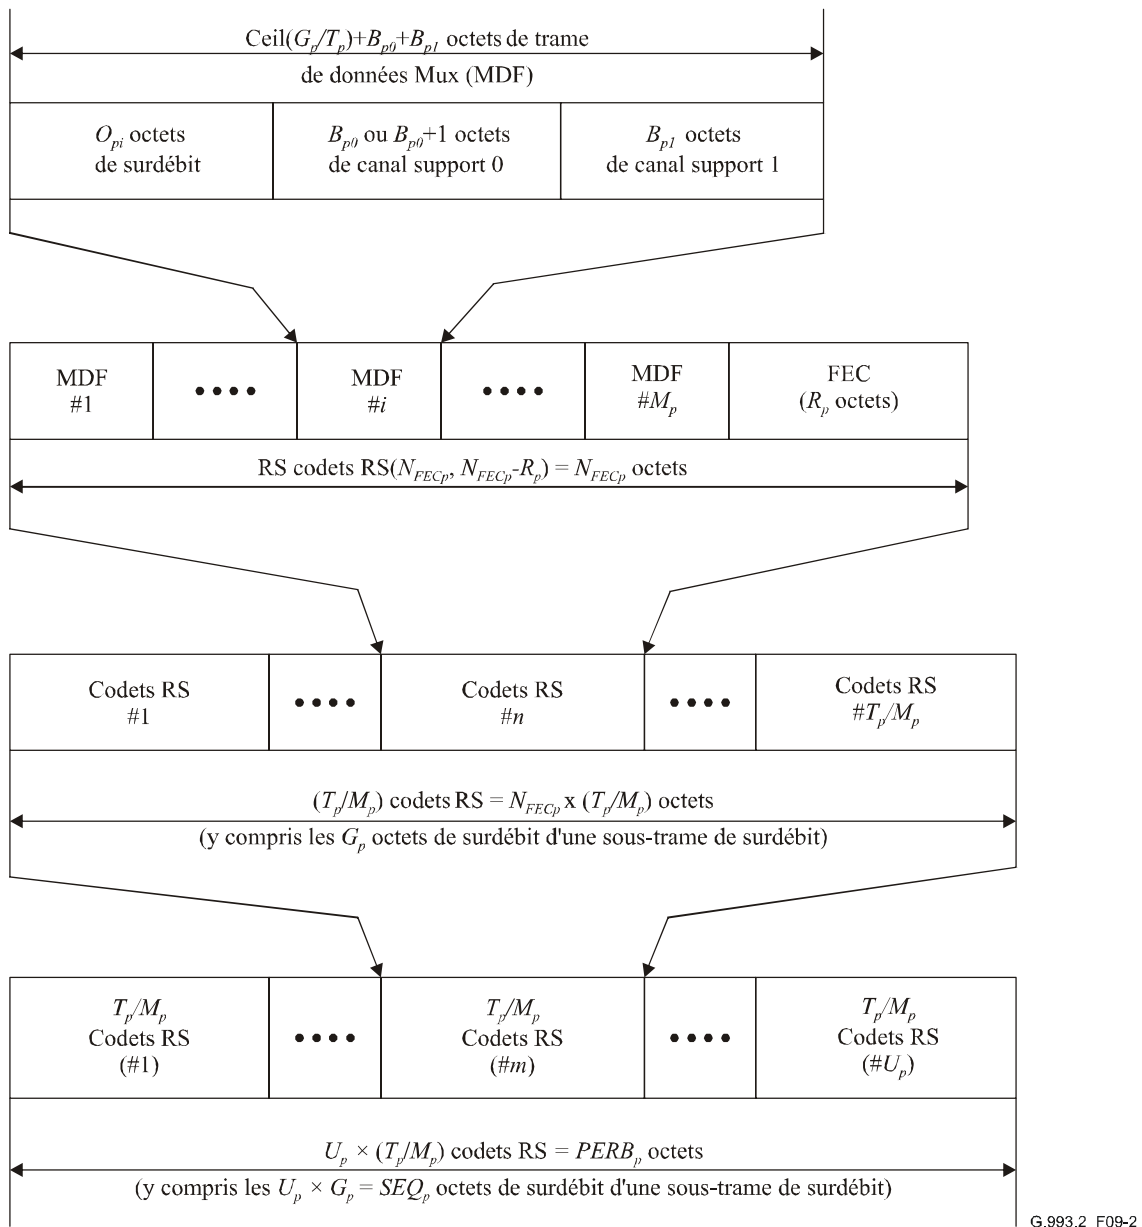 Ceil(Gp/Tp)+Bp0+Bp1 octets de trame
de données Mux (MDF)
Opi octets
de surdébit
Bp0 ou Bp0+1 octets
de canal support 0
Bp1 octets
de canal support 1
MDF
#1
••••
MDF
#i
••••
MDF
#Mp
FEC
(Rp octets)
RS codets RS(NFECp, NFECp-Rp) = NFECp octets
Codets RS
#1
••••
Codets RS
#n
••••
Codets RS
#Tp/Mp
(Tp/Mp) codets RS = NFECp x (Tp/Mp) octets
(y compris les Gp octets de surdébit d'une sous-trame de surdébit)
Tp/Mp
Codets RS
(#1)
••••
Tp/Mp
Codets RS
(#m)
••••
Tp/Mp
Codets RS
(#Up)
Up × (Tp/Mp) codets RS = PERBp octets
(y compris les Up × Gp = SEQp octets de surdébit d'une sous-trame de surdébit)
G.993.2_F09-2